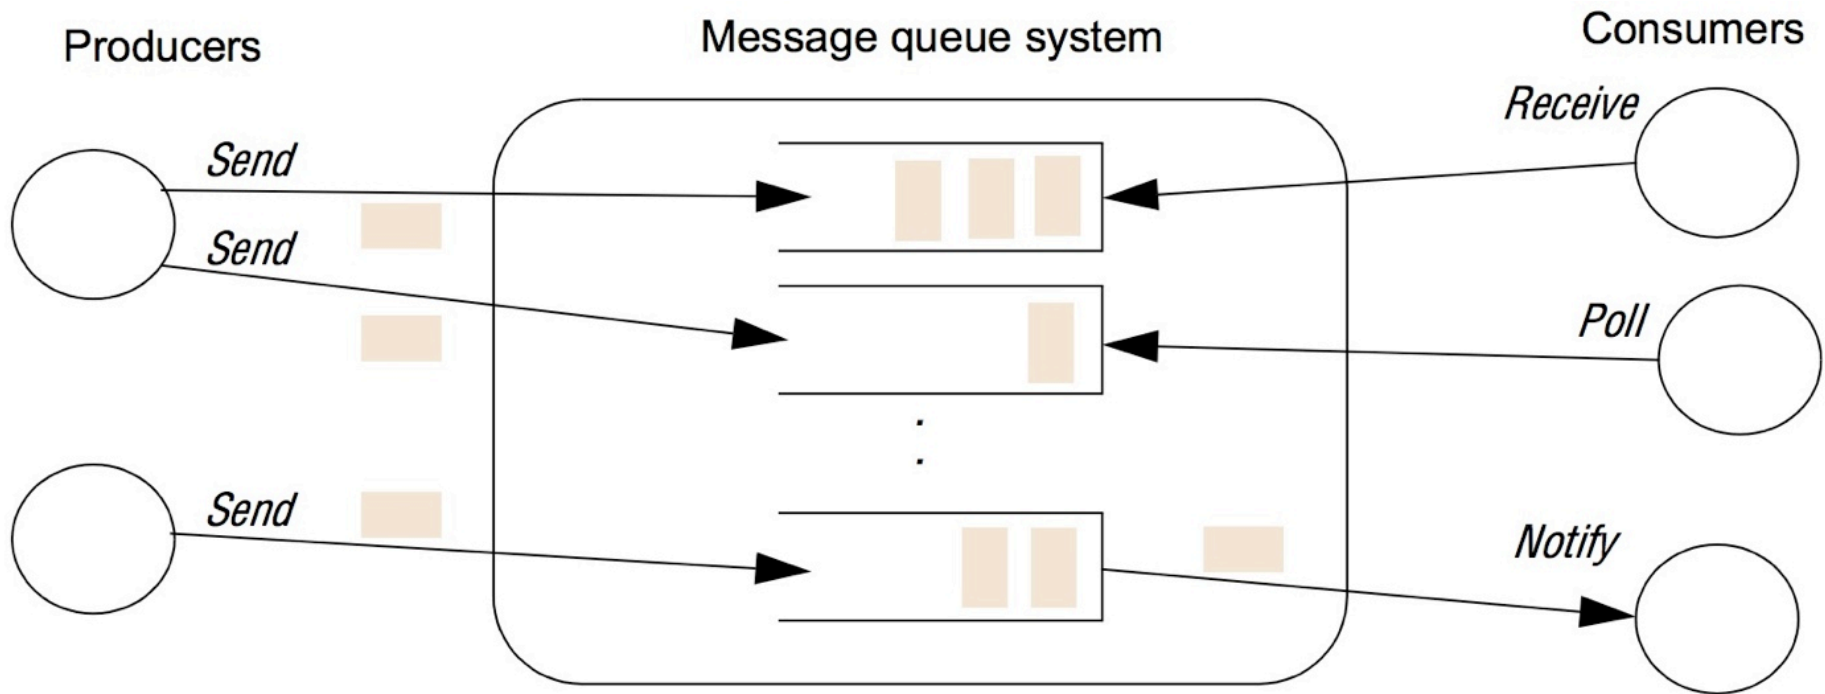 Producers
Message queue system
Consumers
Receive
Send
Send
Poll
Send
Notify